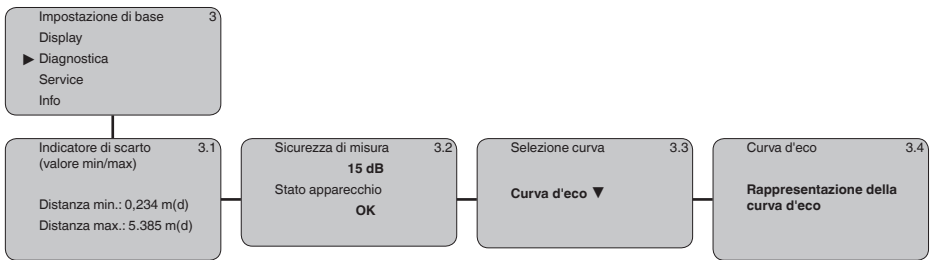 Impostazione di base 3
Display
▶ Diagnostica
Service
Info
Indicatore di scarto 3.1
(valore min/max)
Distanza min.: 0,234 m(d)
Distanza max.: 5.385 m(d)
Sicurezza di misura 3.2
15 dB
Stato apparecchio
OK
Selezione curva 3.3
Curva d'eco ▼
Curva d'eco 3.4
Rappresentazione della
curva d'eco